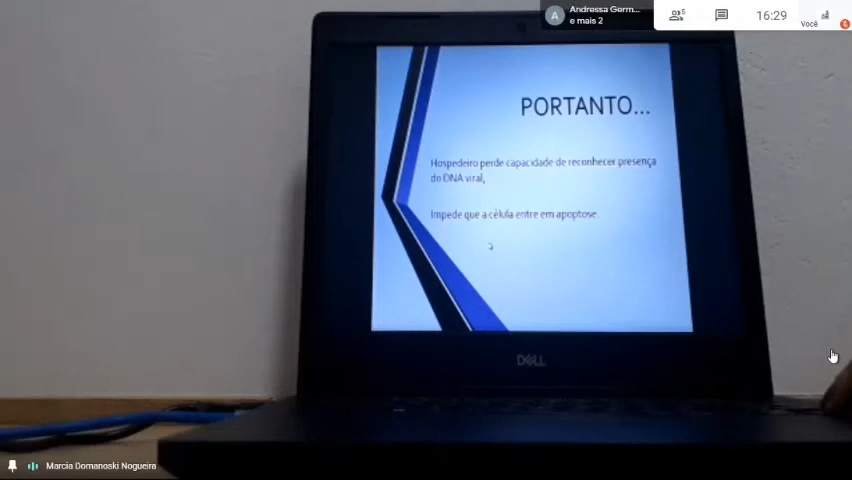 Andressa Germ...
e mais 2
A
5
16:29
Você
PORTANTO...
Hospedeiro perde capacidade de reconhecer presença
do DNA viral,
Impede que a célula entre em apoptose.
DELL
Marcia Domanoski Nogueira